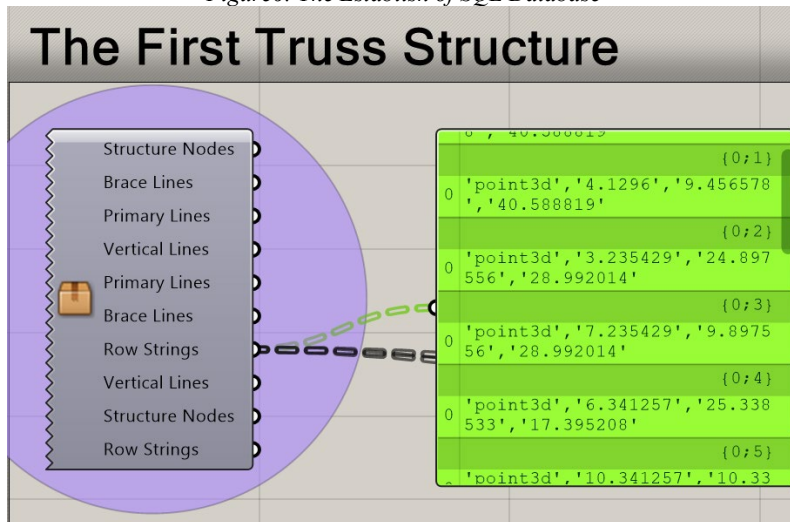 The First Truss Structure
Structure Nodes
Brace Lines
Primary Lines
Vertical Lines
Primary Lines
Brace Lines
Row Strings
Vertical Lines
Structure Nodes
Row Strings
{0;1}
0 'point3d','4.1296','9.456578
','40.588819'
{0;2}
0 'point3d','3.235429','24.897
556','28.992014'
{0;3}
0 'point3d','7.235429','9.8975
56','28.992014'
{0;4}
0 'point3d','6.341257','25.338
533','17.395208'
{0;5}
'point3d','10.341257','10.33